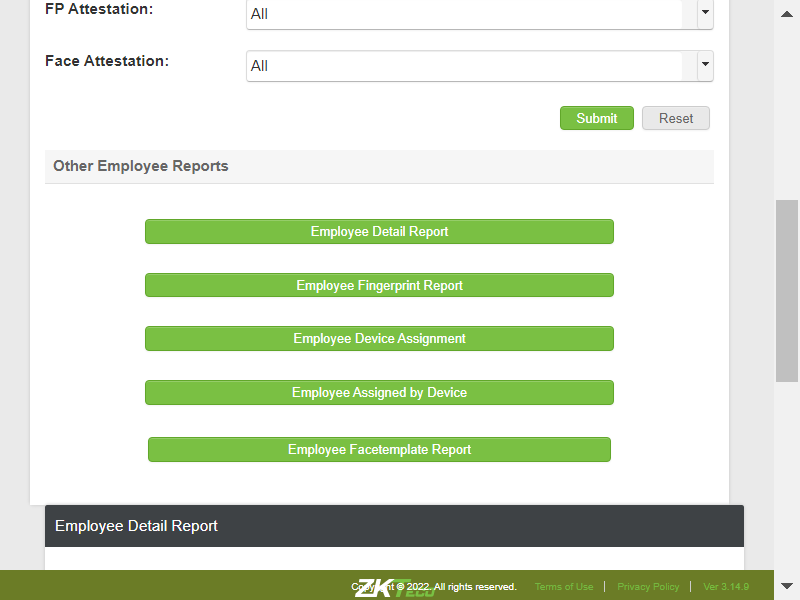 FP Attestation:
All
Face Attestation:
All
Submit
Reset
Other Employee Reports
Employee Detail Report
Employee Fingerprint Report
Employee Device Assignment
Employee Assigned by Device
Employee Facetemplate Report
Employee Detail Report
ZKTeco
Copyright © 2022. All rights reserved.
Terms of Use
Privacy Policy
Ver 3.14.9